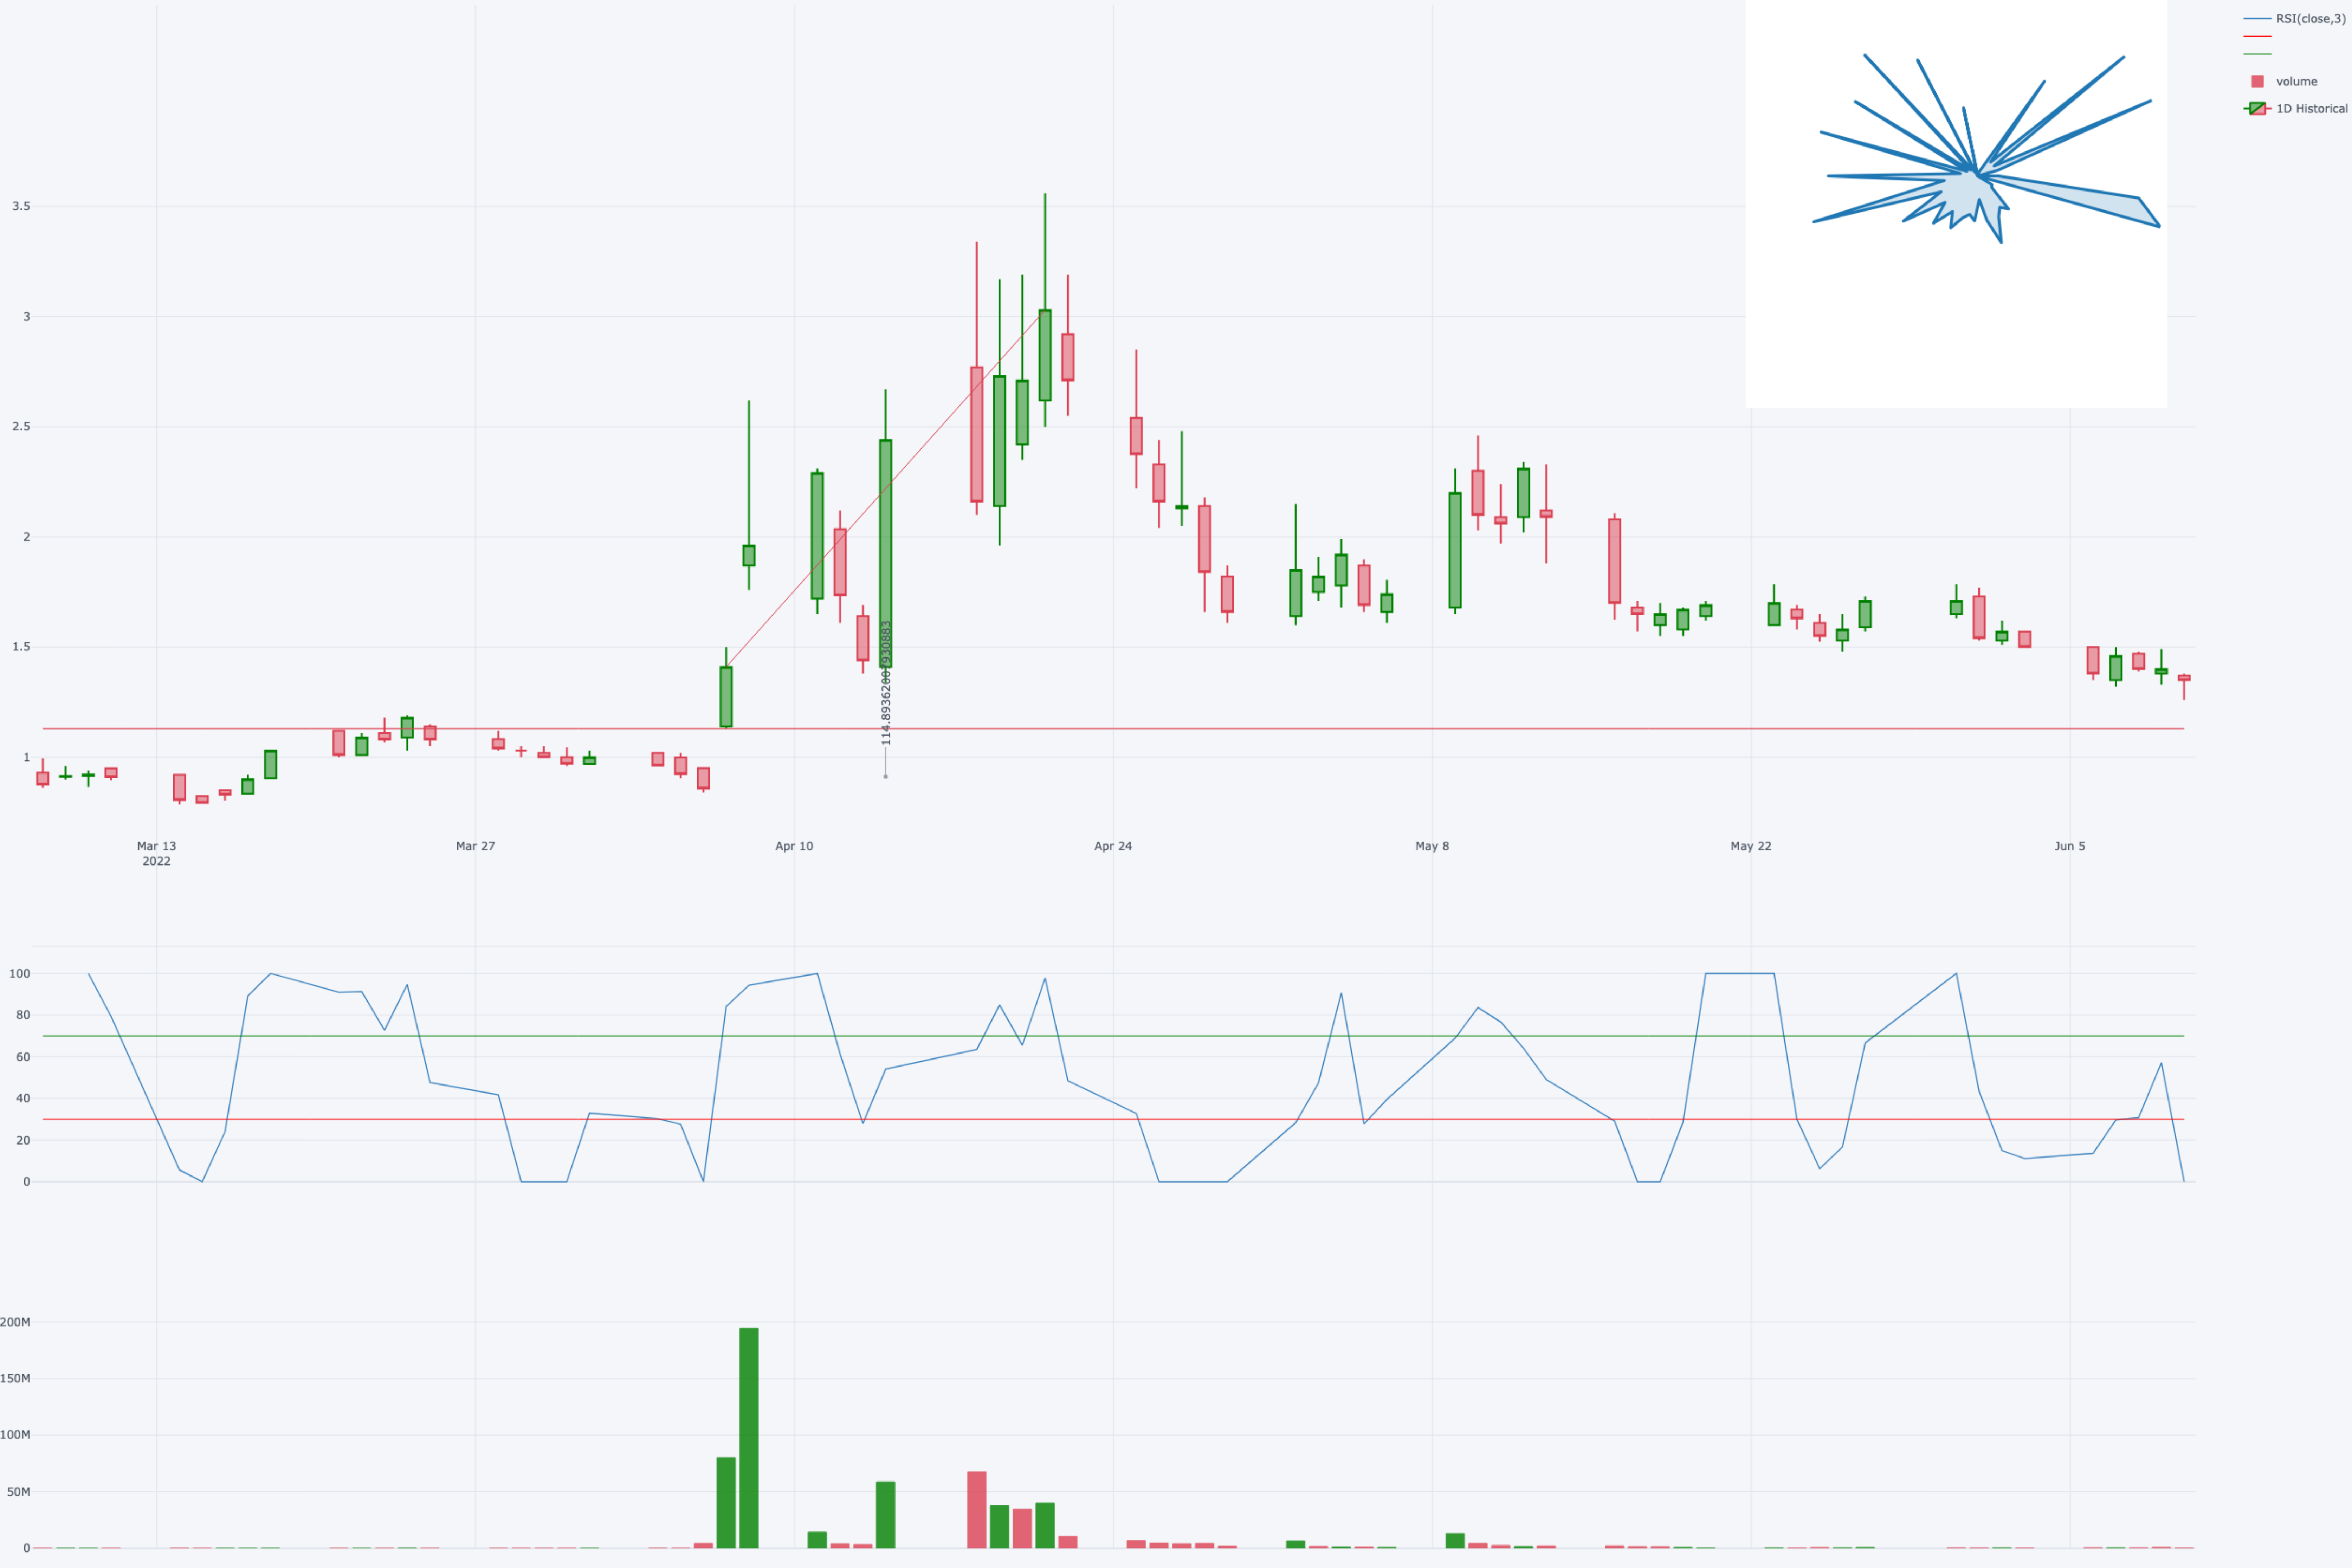 RSI(close,3)
volume
1D Historical
3.5
3
2.5
2
1.5
1
Mar 13
2022
Mar 27
Apr 10
Apr 24
May 8
May 22
Jun 5
100
80
60
40
20
0
200M
150M
100M
50M
0